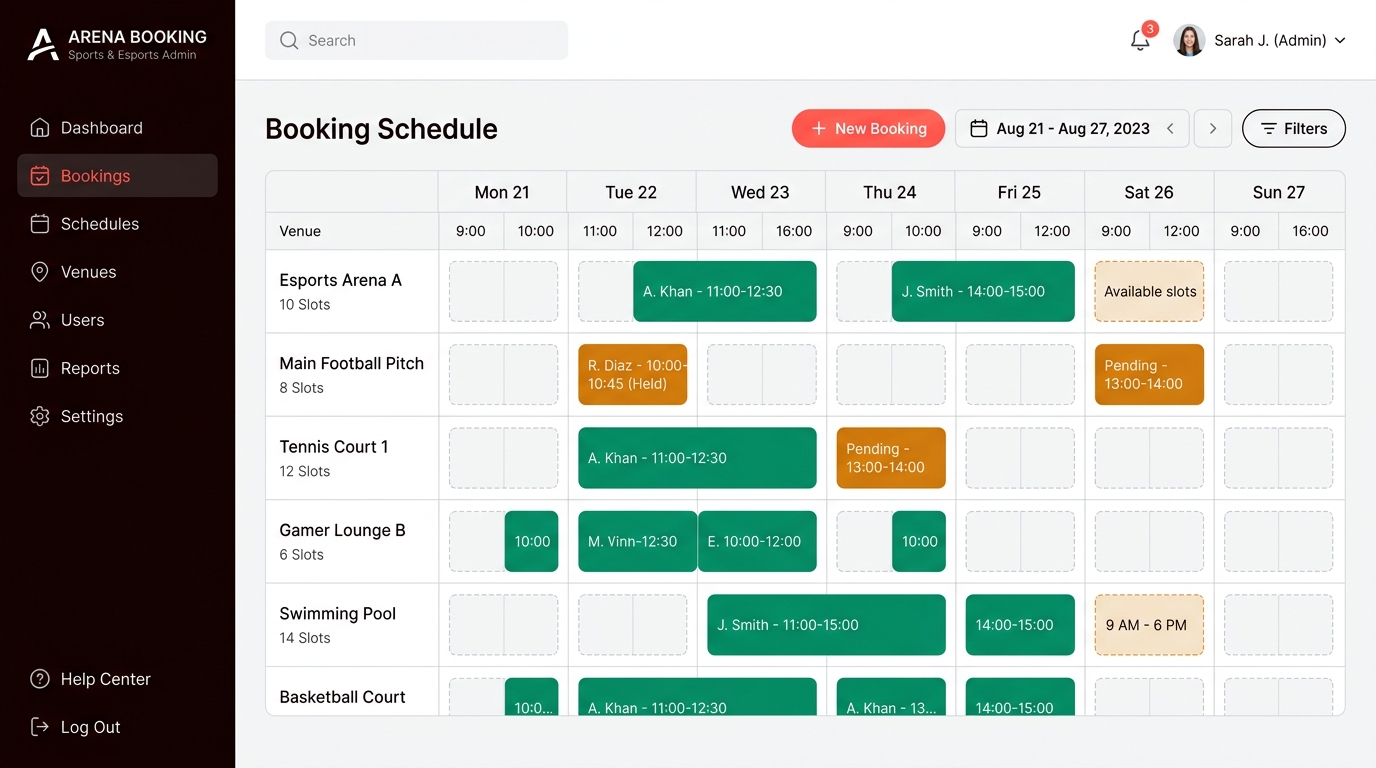 ARENA BOOKING
Sports & Esports Admin
Search
3
Sarah J. (Admin)
Dashboard
Bookings
Schedules
Venues
Users
Reports
Settings
Help Center
Log Out
Booking Schedule
+ New Booking
Aug 21 - Aug 27, 2023
Filters
Mon 21 Tue 22 Wed 23 Thu 24 Fri 25 Sat 26 Sun 27
Venue 9:00 10:00 11:00 12:00 11:00 16:00 9:00 10:00 9:00 12:00 9:00 12:00 9:00 16:00
Esports Arena A
10 Slots
A. Khan - 11:00-12:30
J. Smith - 14:00-15:00
Available slots
Main Football Pitch
8 Slots
R. Diaz - 10:00-
10:45 (Held)
Pending -
13:00-14:00
Tennis Court 1
12 Slots
A. Khan - 11:00-12:30
Pending -
13:00-14:00
Gamer Lounge B
6 Slots
10:00
M. Vinn-12:30
E. 10:00-12:00
10:00
Swimming Pool
14 Slots
J. Smith - 11:00-15:00
14:00-15:00
9 AM - 6 PM
Basketball Court
10:0...
A. Khan - 11:00-12:30
A. Khan - 13...
14:00-15:00